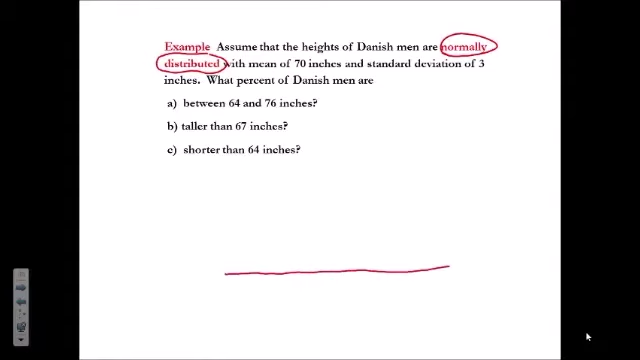 Example Assume that the heights of Danish men are normally
distributed with mean of 70 inches and standard deviation of 3
inches. What percent of Danish men are
a) between 64 and 76 inches?
b) taller than 67 inches?
c) shorter than 64 inches?